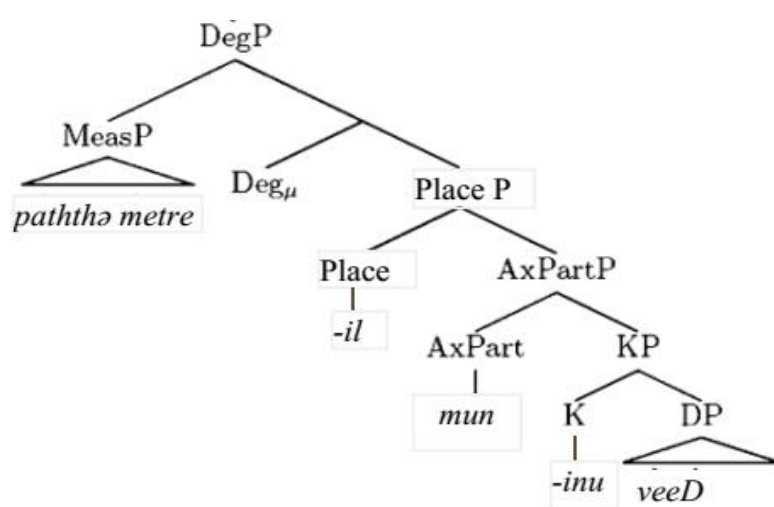 DegP
MeasP
paththə metre
Degμ
Place P
Place
-il
AxPartP
AxPart
mun
KP
K
-inu
DP
veeD